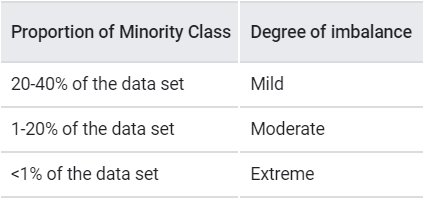 Proportion of Minority Class Degree of imbalance
20-40% of the data set Mild
1-20% of the data set Moderate
<1% of the data set Extreme